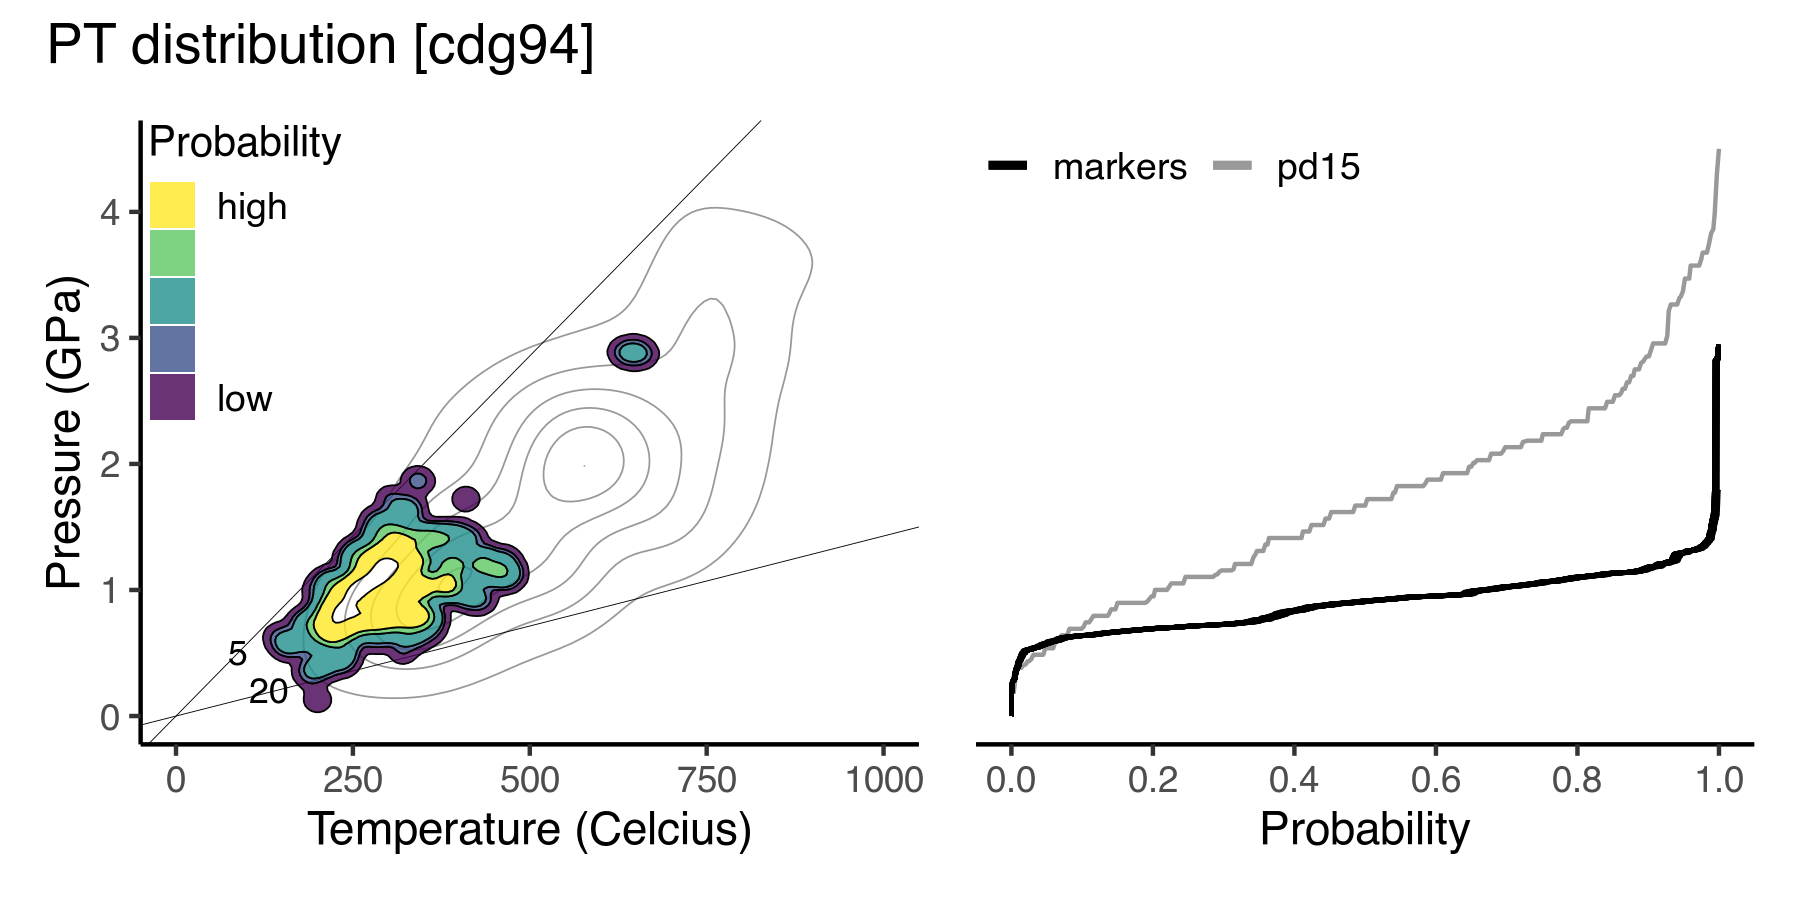 PT distribution [cdg94]
Probability
high
low
4
3
2
1
0
Pressure (GPa)
5
20
0 250 500 750 1000
Temperature (Celcius)
markers pd15
0.0 0.2 0.4 0.6 0.8 1.0
Probability